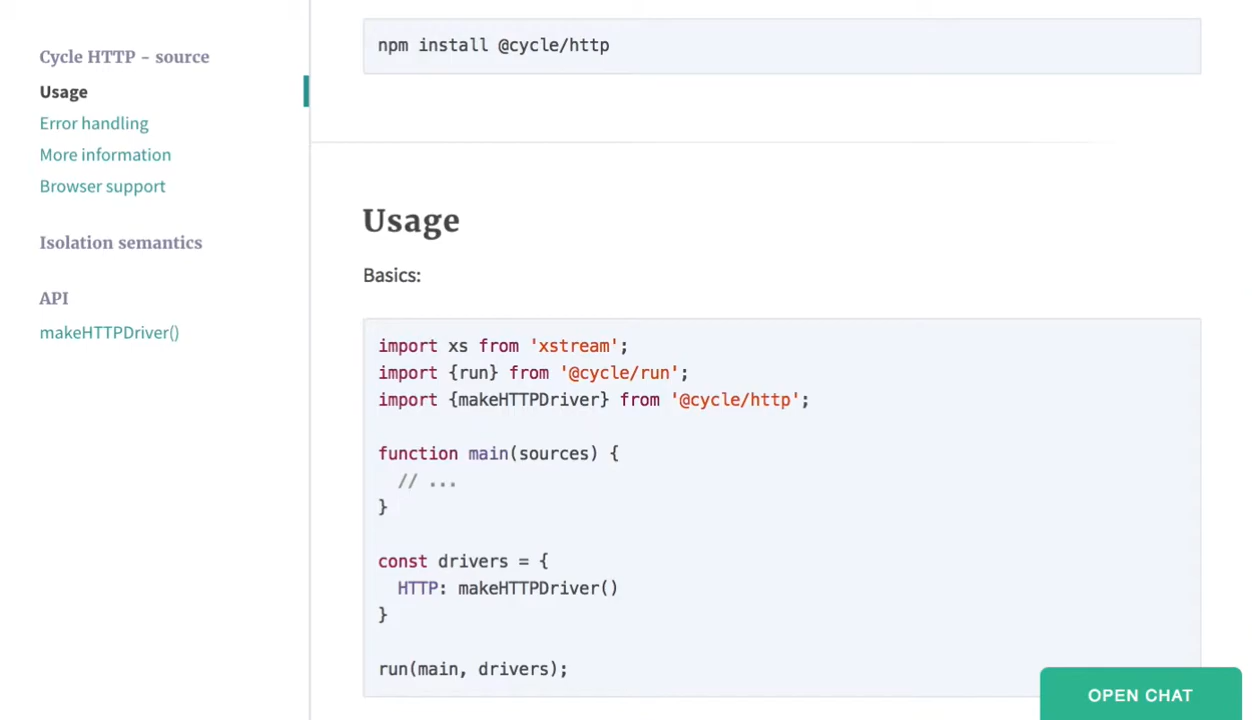 Cycle HTTP - source
Usage
Error handling
More information
Browser support
Isolation semantics
API
makeHTTPDriver()
npm install @cycle/http
Usage
Basics:
import xs from 'xstream';
import {run} from '@cycle/run';
import {makeHTTPDriver} from '@cycle/http';
function main(sources) {
  // ...
}
const drivers = {
  HTTP: makeHTTPDriver()
}
run(main, drivers);
OPEN CHAT